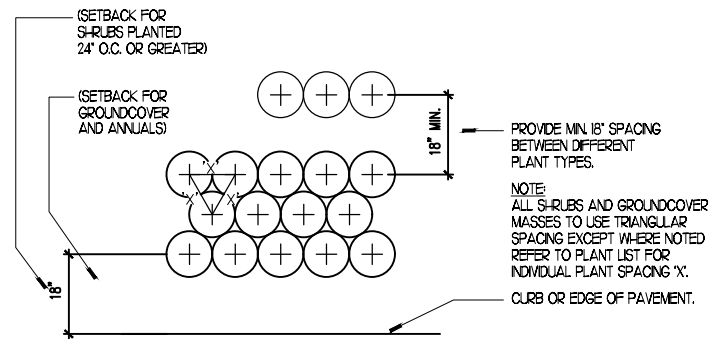 (SETBACK FOR
SHRUBS PLANTED
24" O.C. OR GREATER)
(SETBACK FOR
GROUNDCOVER
AND ANNUALS)
18" MIN.
PROVIDE MIN. 18" SPACING
BETWEEN DIFFERENT
PLANT TYPES.
NOTE:
ALL SHRUBS AND GROUNDCOVER
MASSES TO USE TRIANGULAR
SPACING EXCEPT WHERE NOTED
REFER TO PLANT LIST FOR
INDIVIDUAL PLANT SPACING "X".
'X'
'X' 'X'
18"
CURB OR EDGE OF PAVEMENT.